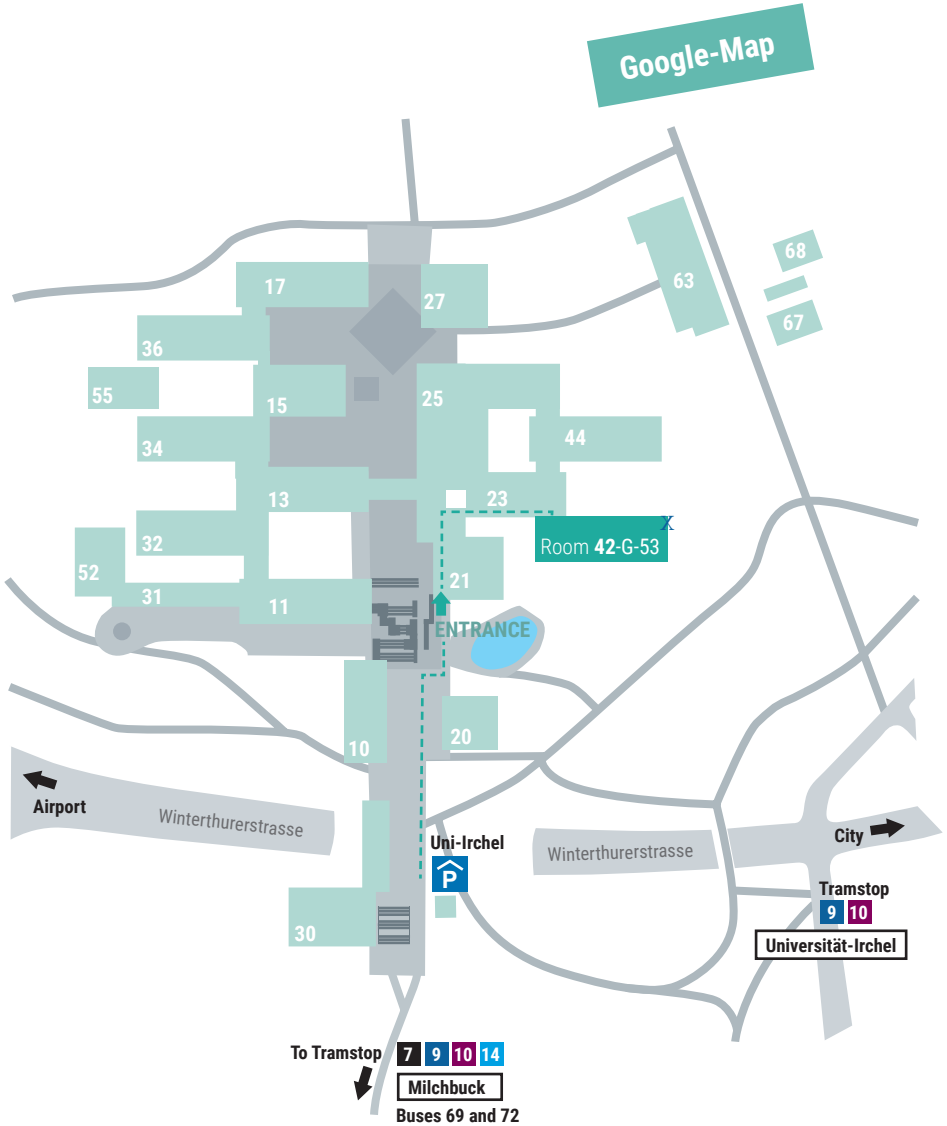 Google-Map
17
27
63
68
67
36
55
15
25
34
44
13
23
X
32
Room 42-G-53
52
31
11
21
ENTRANCE
10
20
Airport
Winterthurerstrasse
Uni-Irchel
P
Winterthurerstrasse
City
Tramstop
9 10
Universität-Irchel
30
To Tramstop 7 9 10 14
Milchbuck
Buses 69 and 72